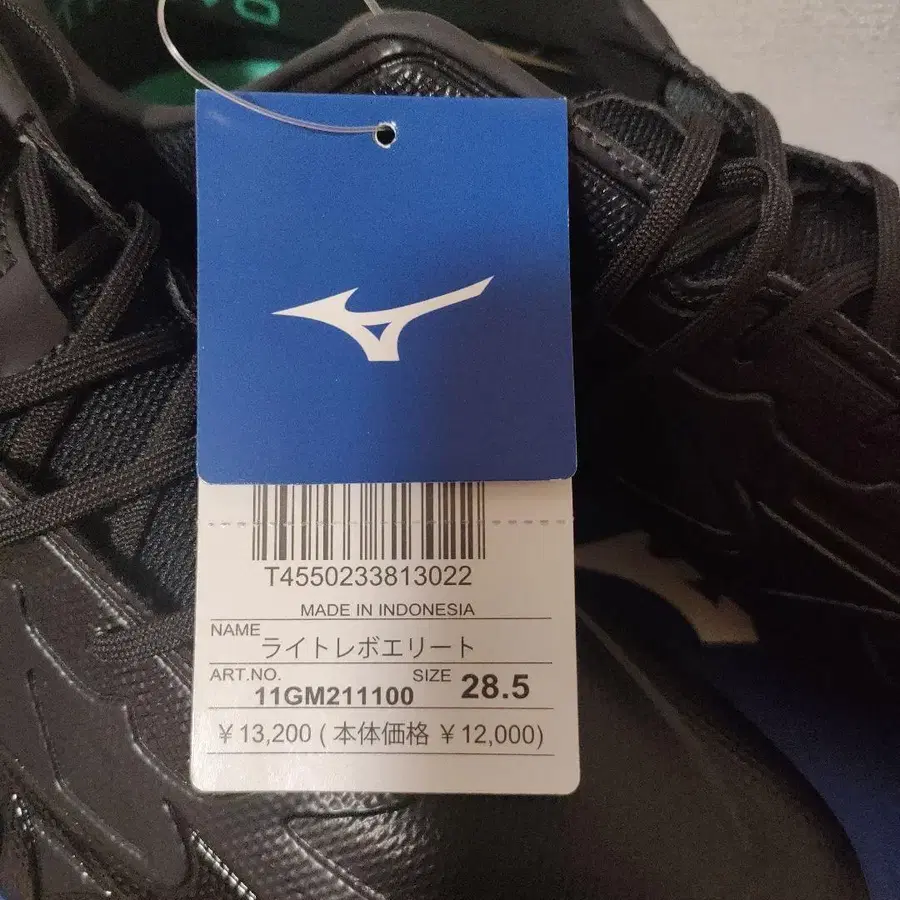 T4550233813022
MADE IN INDONESIA
NAME ライトレボエリート
ART.NO. 11GM211100 SIZE 28.5
￥13,200 ( 本体価格 ￥12,000)